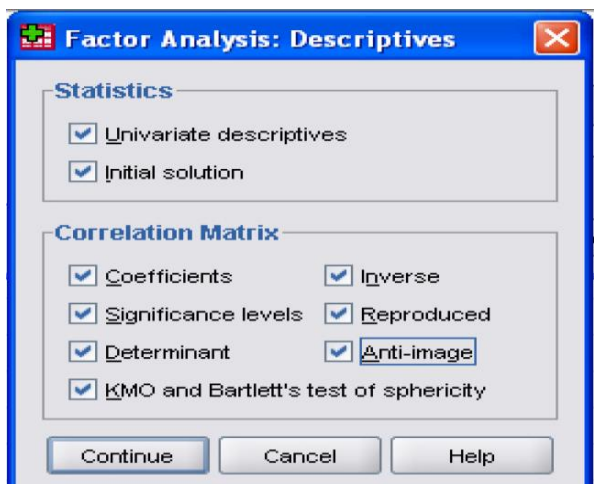 Factor Analysis: Descriptives
Statistics
Univariate descriptives
Initial solution
Correlation Matrix
Coefficients Inverse
Significance levels Reproduced
Determinant Anti-image
KMO and Bartlett's test of sphericity
Continue Cancel Help